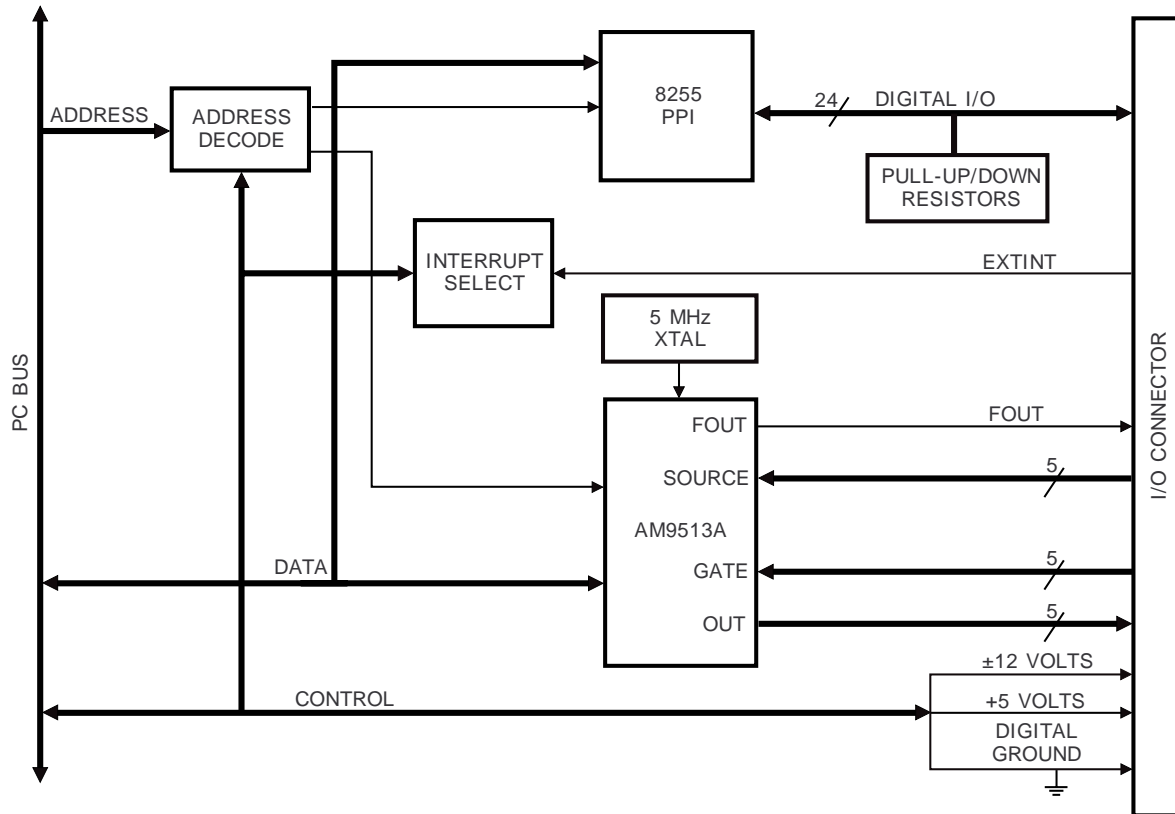 8255
PPI
24
DIGITAL I/O
ADDRESS
ADDRESS
DECODE
PULL-UP/DOWN
RESISTORS
INTERRUPT
SELECT
EXTINT
5 MHz
XTAL
PC BUS
I/O CONNECTOR
FOUT
FOUT
SOURCE
5
AM9513A
DATA
GATE
5
OUT
5
±12 VOLTS
CONTROL
+5 VOLTS
DIGITAL
GROUND